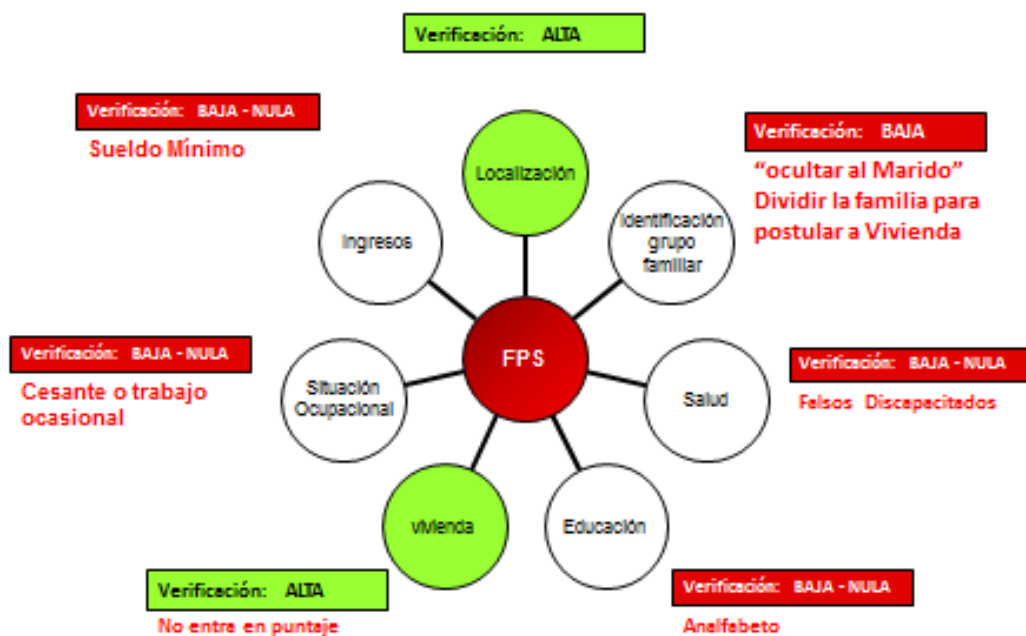 Verificación: ALTA
Verificación: BAJA - NULA
Sueldo Mìnimo
Verificación: BAJA
“ocultar al Marido”
Dividir la familia para
postular a Vivienda
Localización
Ingresos
Identificación
grupo
familiar
FPS
Verificación: BAJA - NULA
Cesante o trabajo
ocasional
Situación
Ocupacional
Salud
Verificación: BAJA - NULA
Falsos Discapacitados
vivienda
Educación
Verificación: ALTA
No entra en puntaje
Verificación: BAJA - NULA
Analfabeto